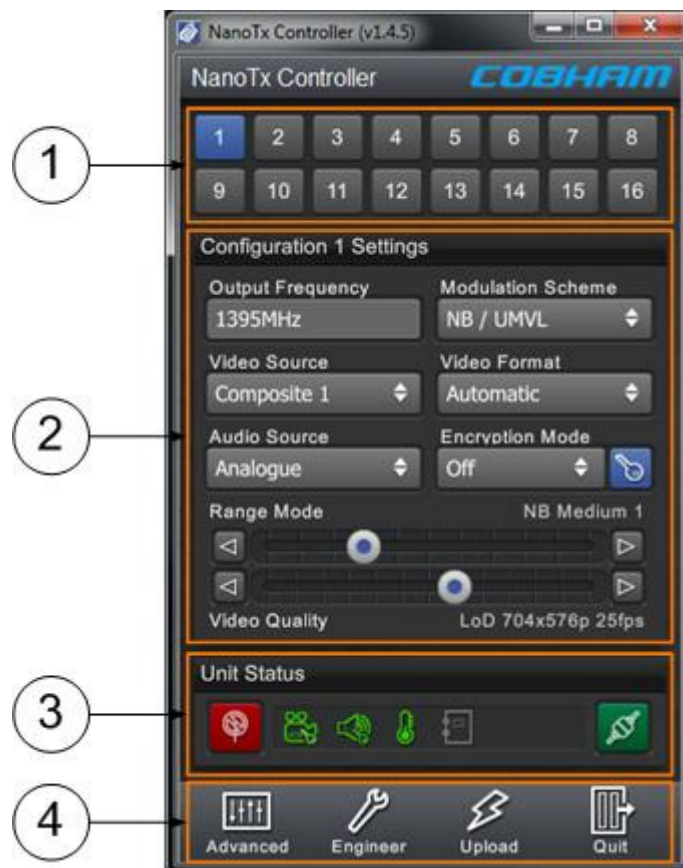 NanoTx Controller (v1.4.5)
NanoTx Controller COBHAM
1 1 2 3 4 5 6 7 8
9 10 11 12 13 14 15 16
Configuration 1 Settings
Output Frequency Modulation Scheme
1395MHz NB / UMVL
Video Source Video Format
2 Composite 1 Automatic
Audio Source Encryption Mode
Analogue Off
Range Mode NB Medium 1
Video Quality LoD 704x576p 25fps
Unit Status
3
4
Advanced Engineer Upload Quit